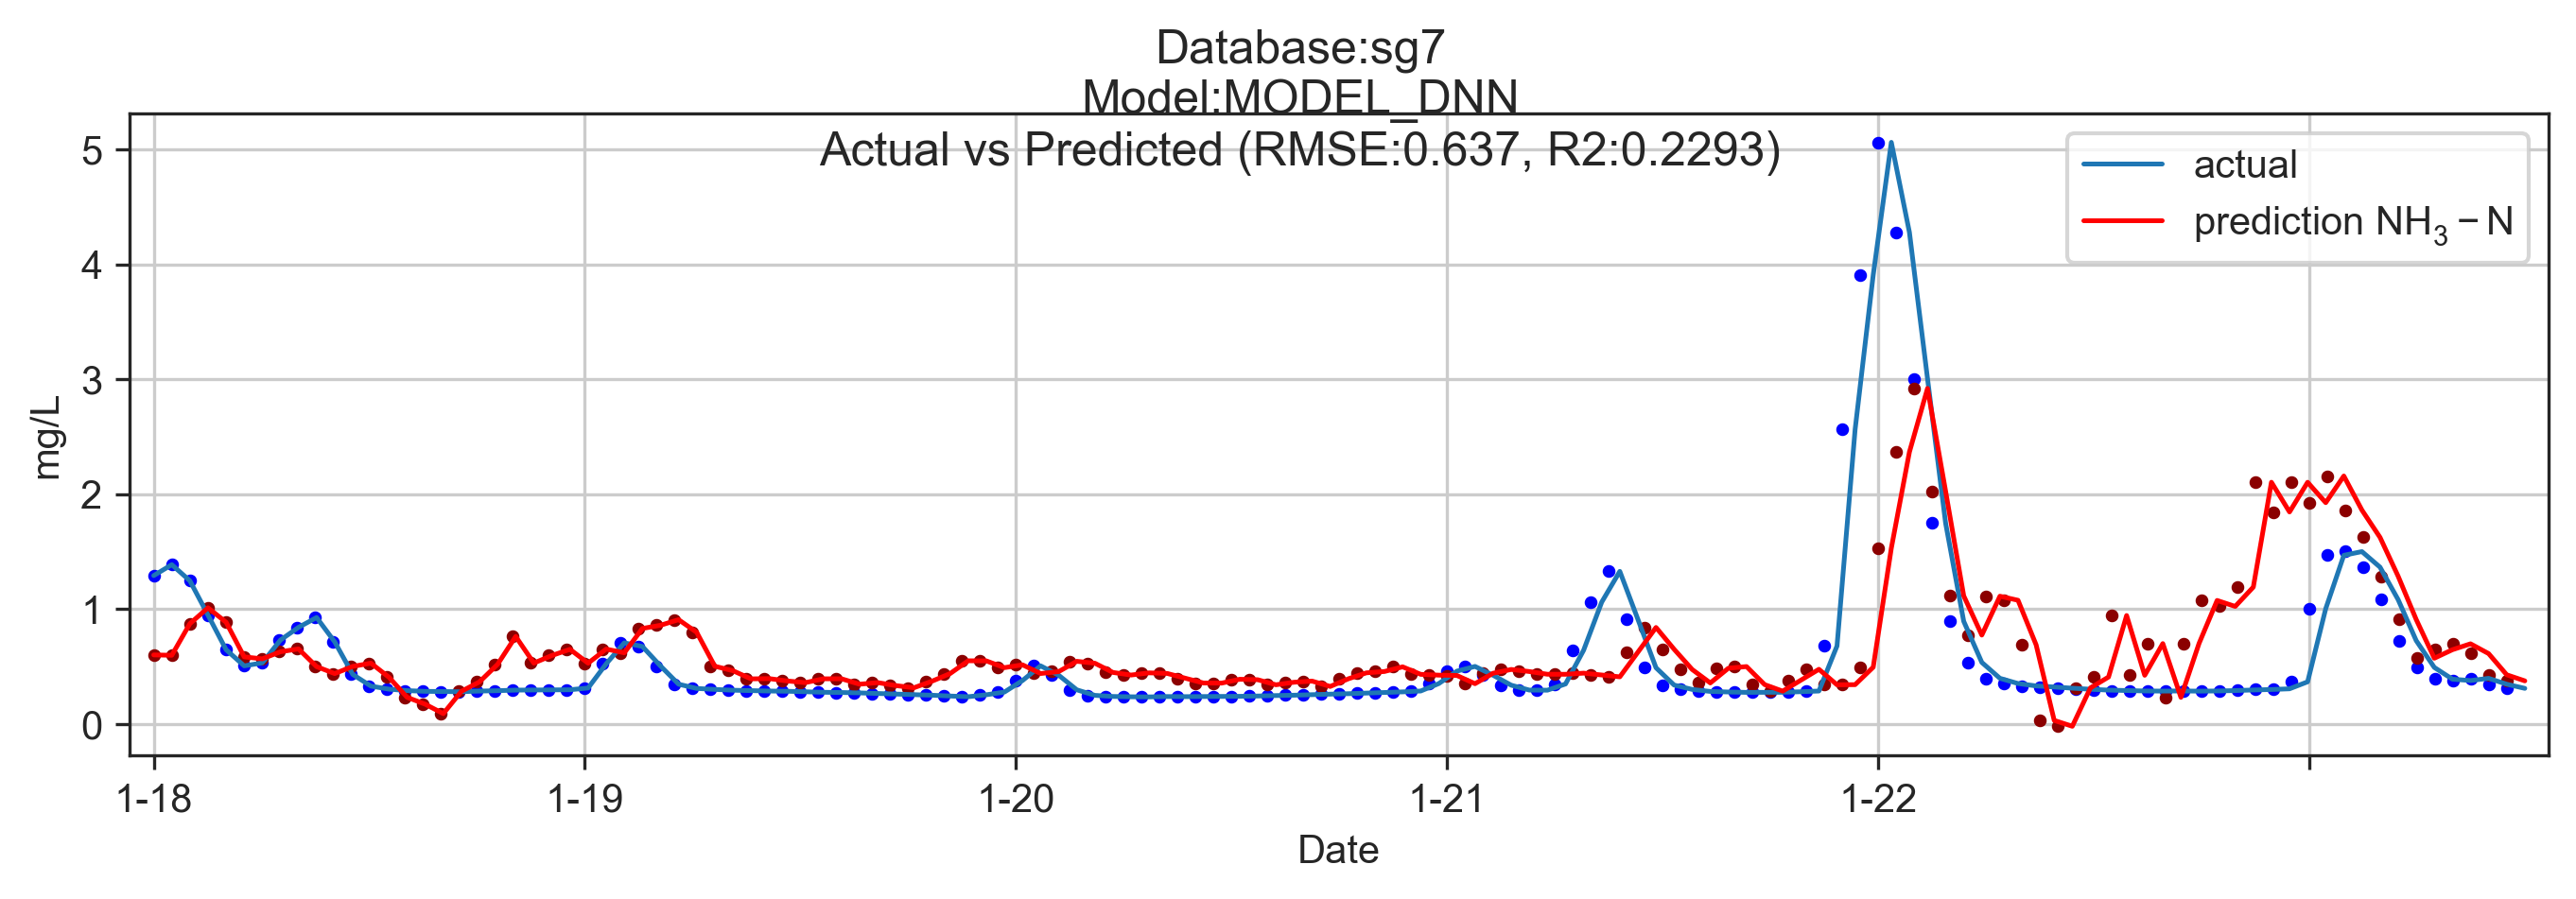 Database:sg7
Model:MODEL_DNN
Actual vs Predicted (RMSE:0.637, R2:0.2293)
actual
prediction NH₃ − N
mg/L
5
4
3
2
1
0
1-18 1-19 1-20 1-21 1-22
Date